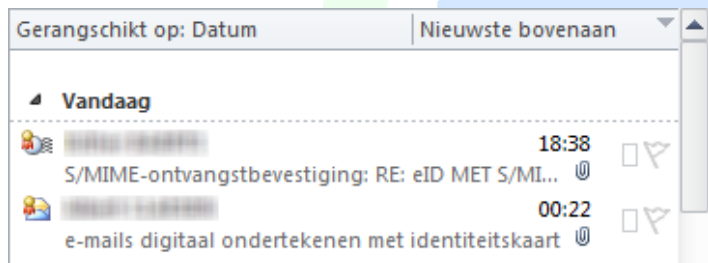 Gerangschikt op: Datum Nieuwste bovenaan
Vandaag
18:38
S/MIME-ontvangstbevestiging: RE: eID MET S/MI...
00:22
e-mails digitaal ondertekenen met identiteitskaart